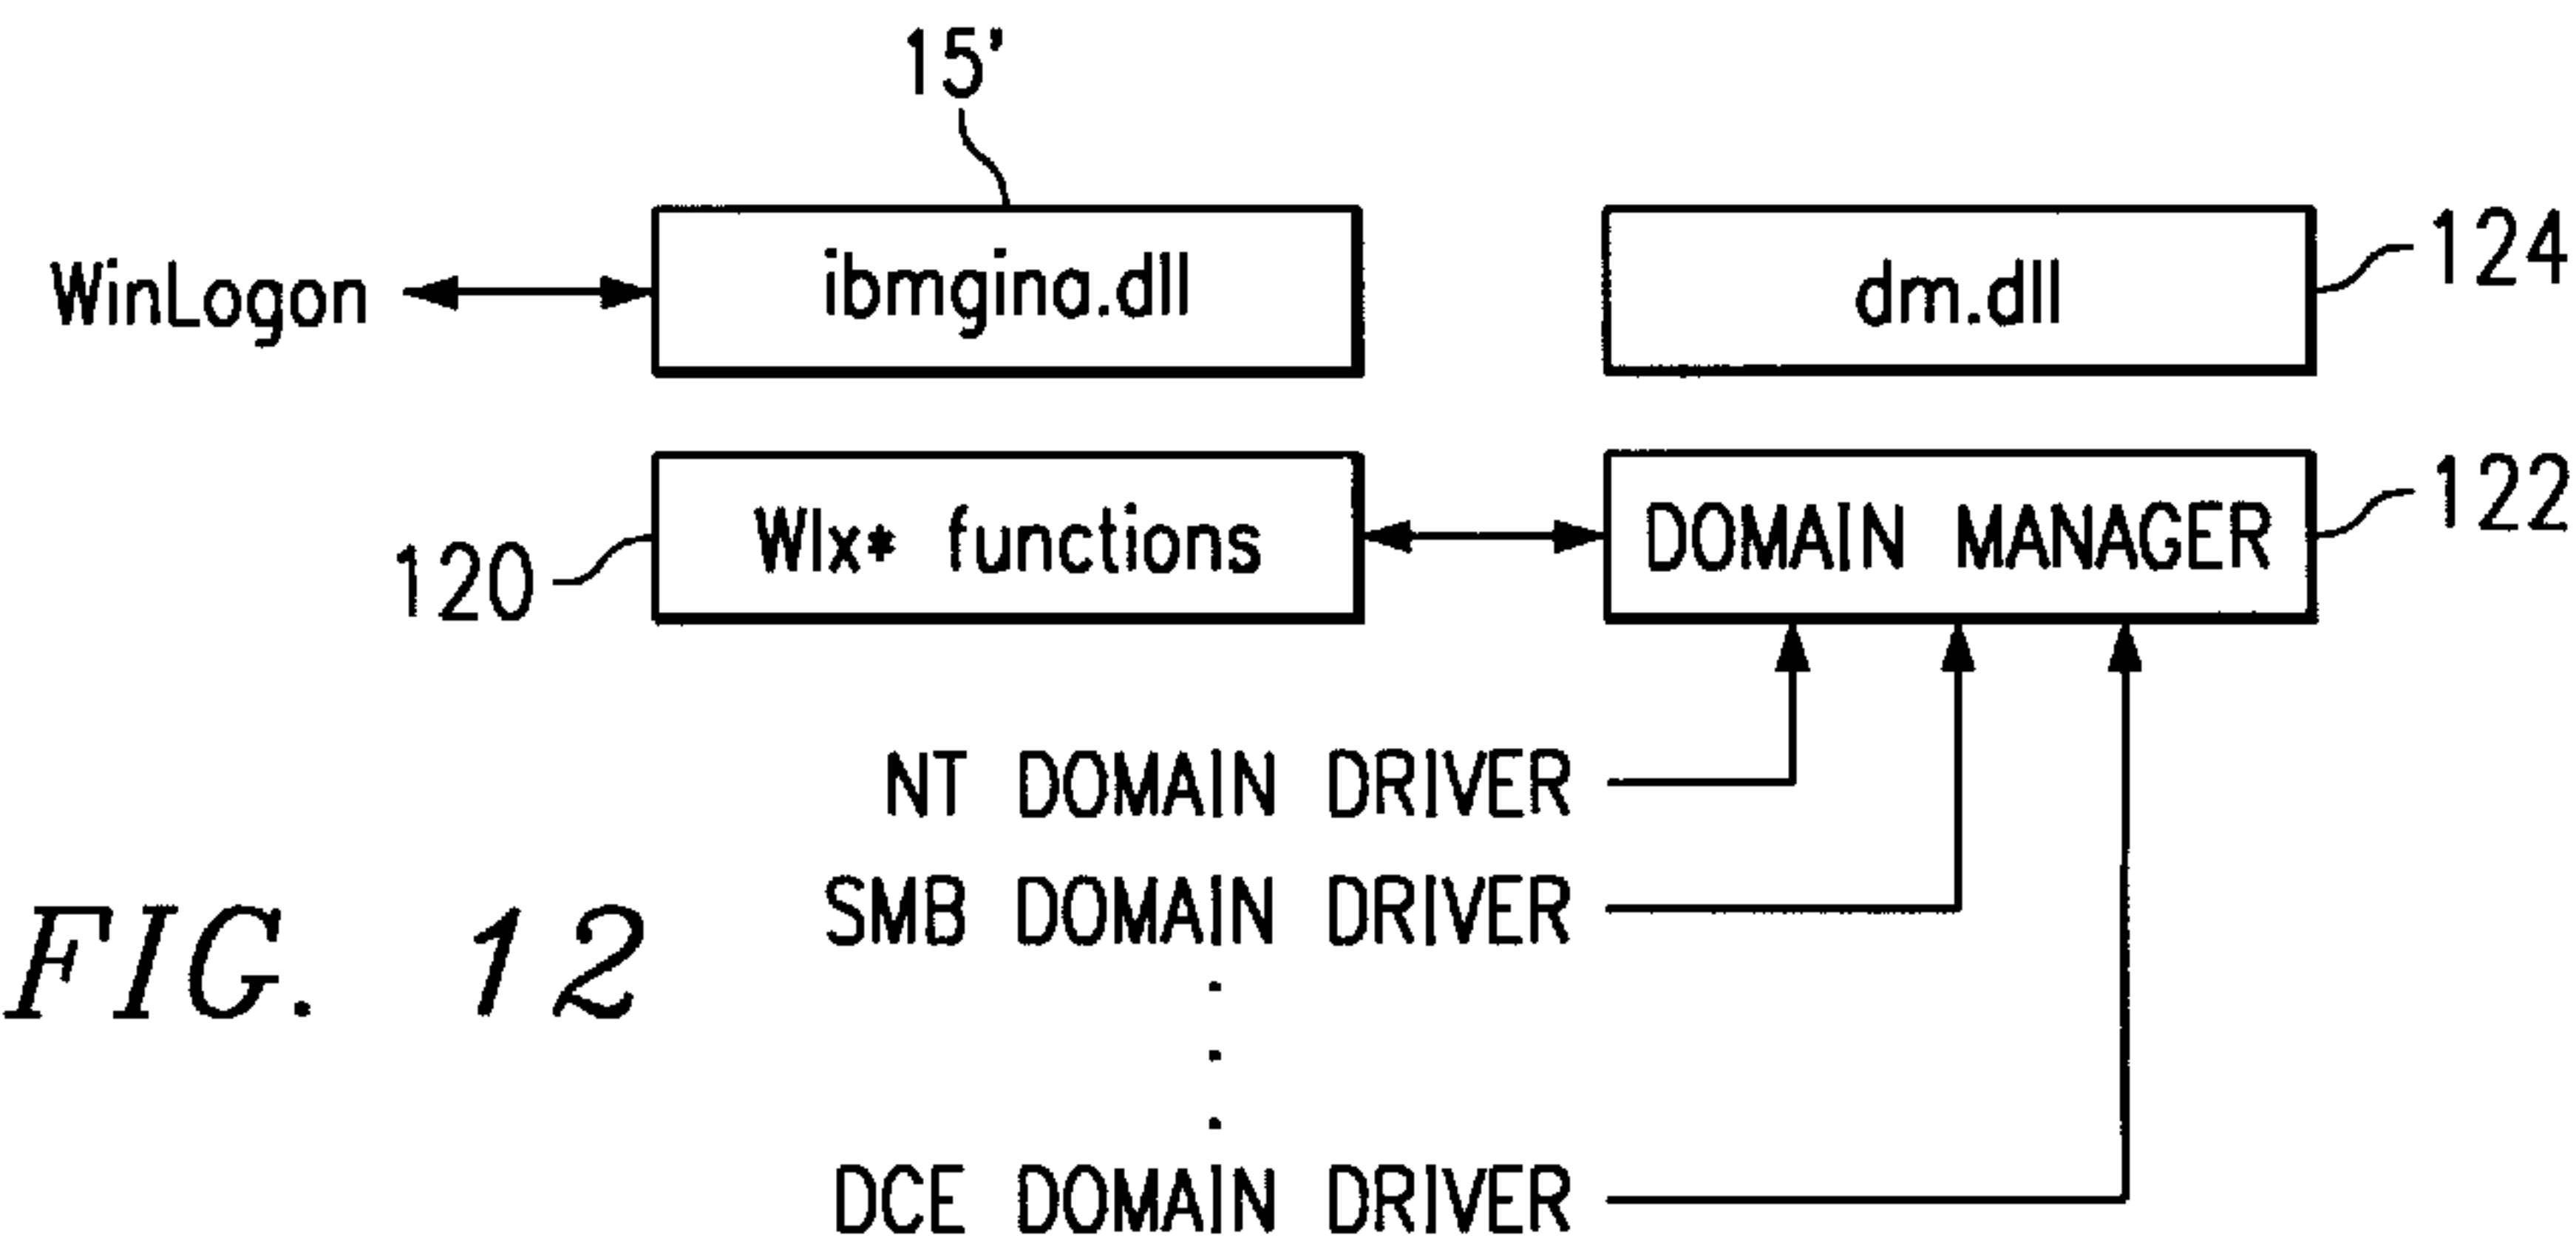 15'
WinLogon
ibmgina.dll
dm.dll
124
120
Wlx* functions
DOMAIN MANAGER
122
NT DOMAIN DRIVER
SMB DOMAIN DRIVER
.
.
.
DCE DOMAIN DRIVER
FIG. 12